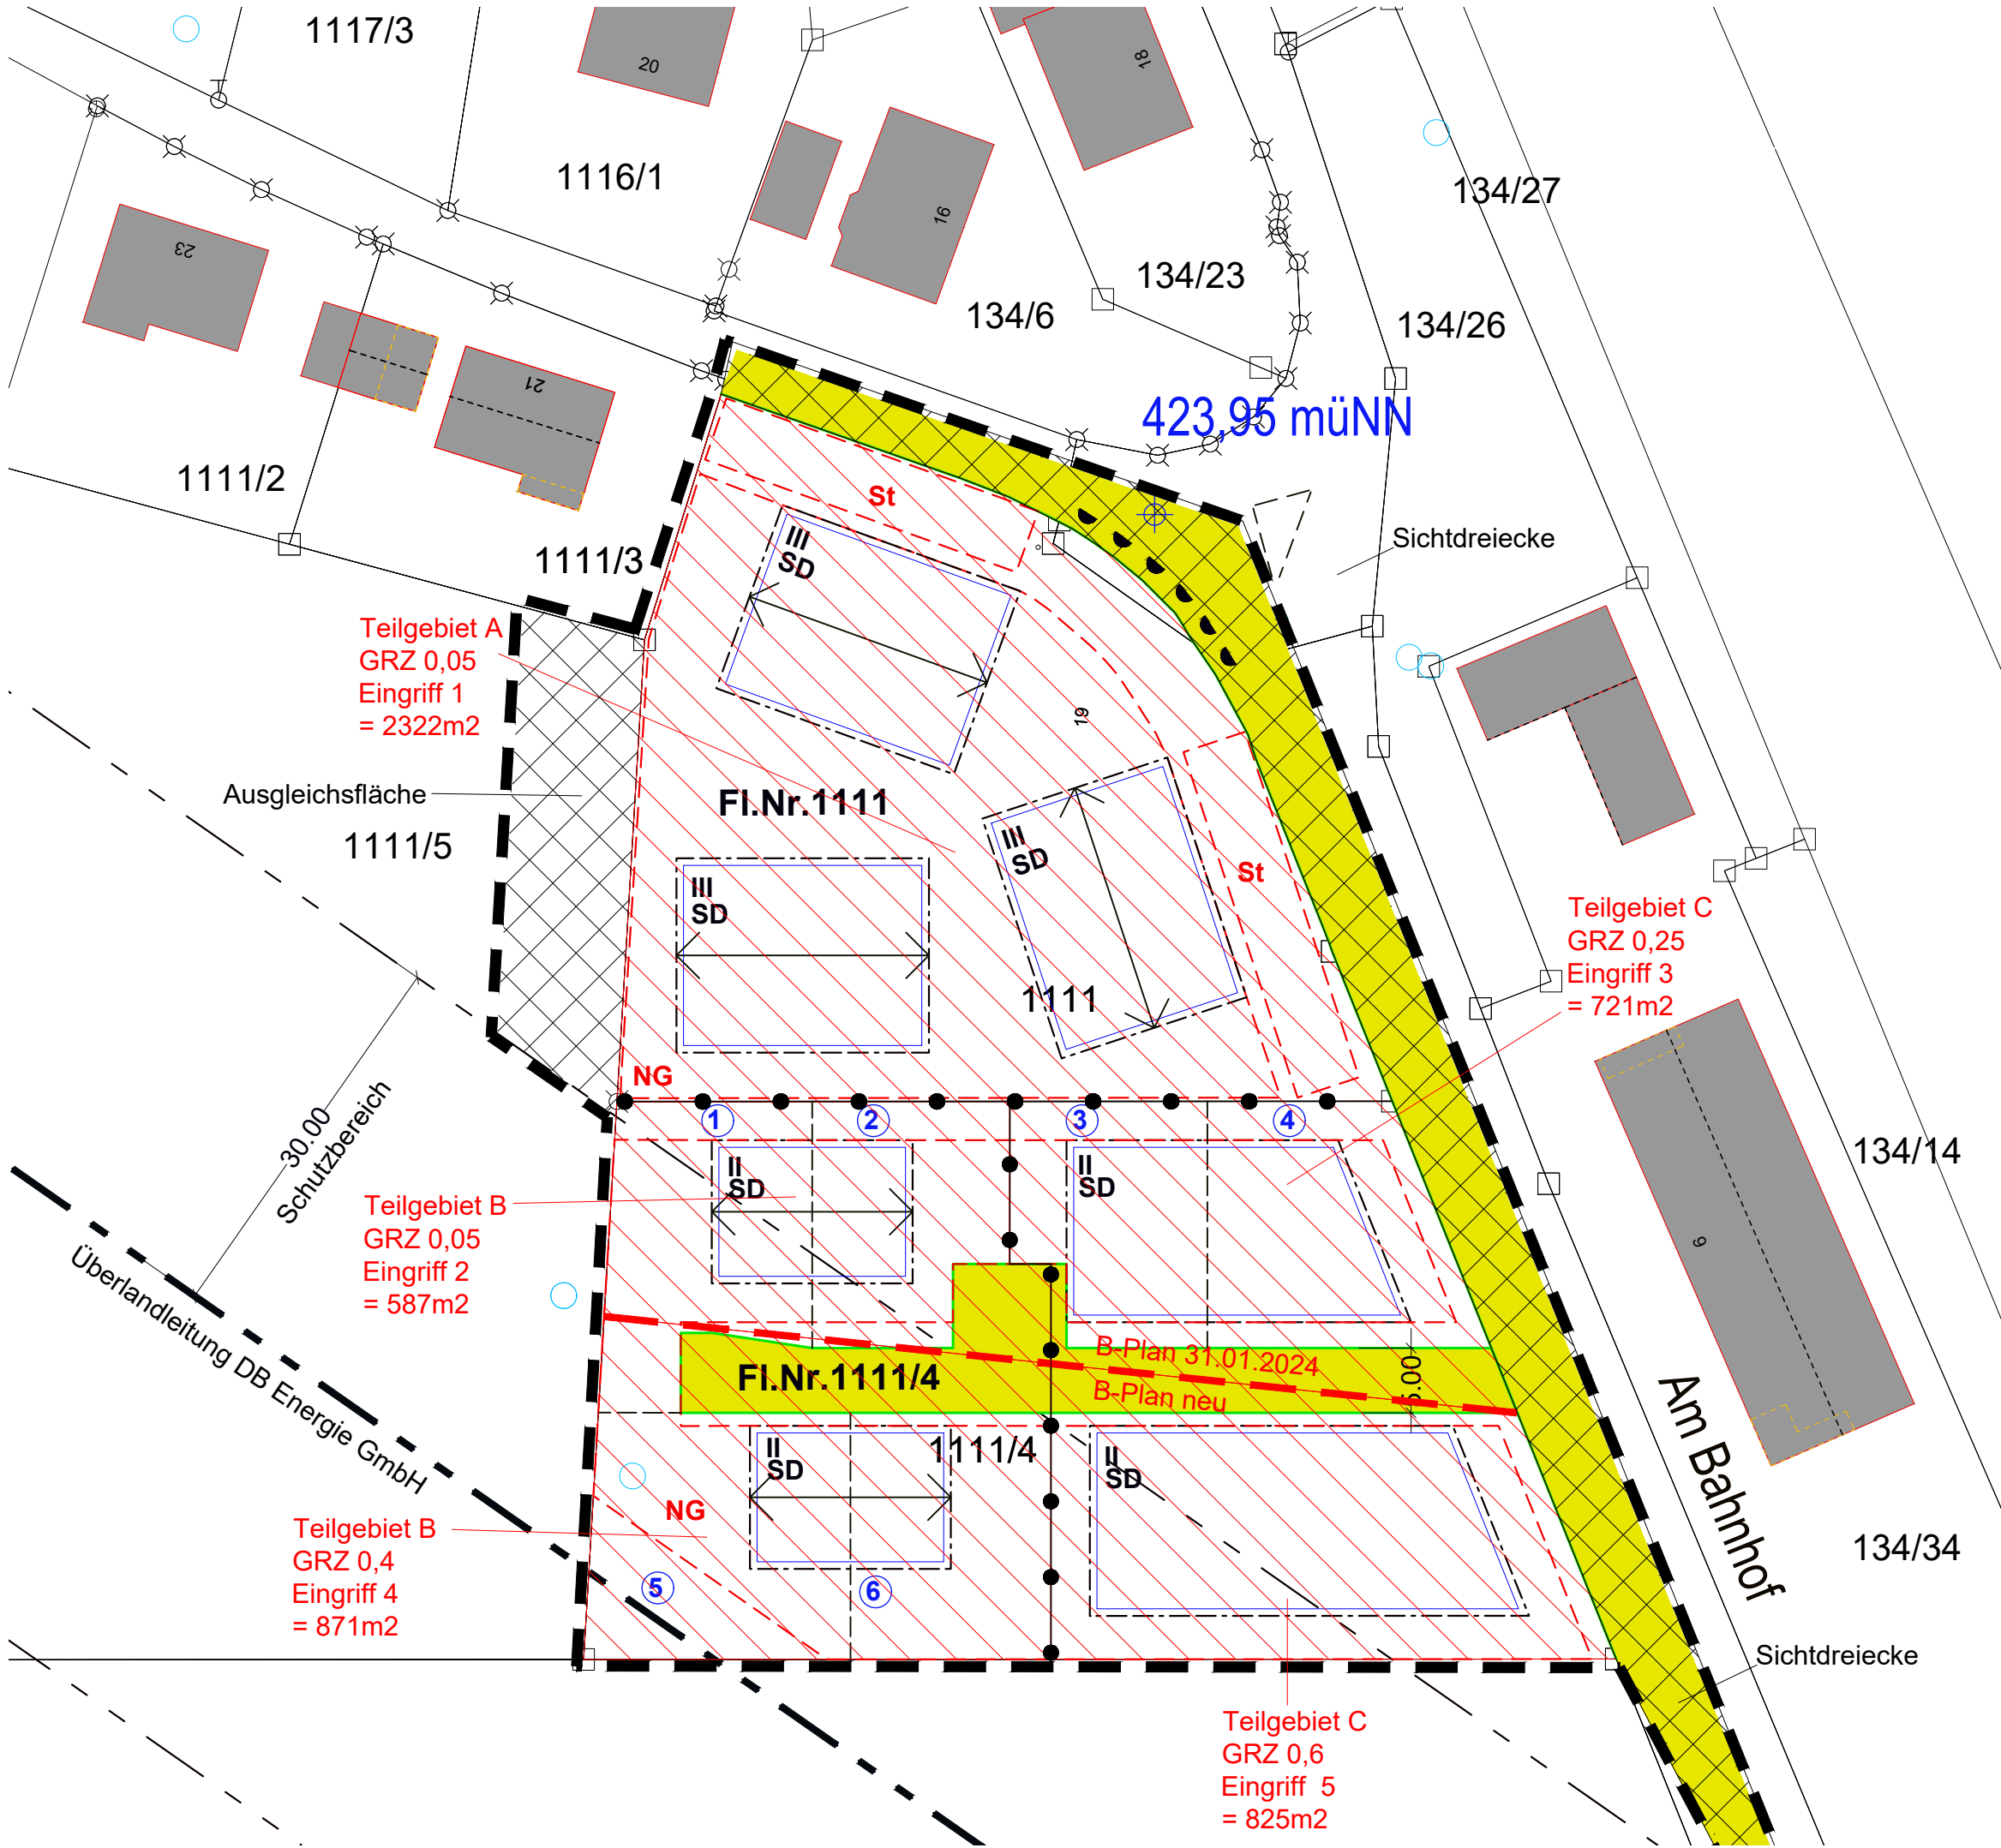 1117/3
20
18
1116/1
16
134/27
23
134/23
134/6
134/26
21
423,95 müNN
1111/2
St
Sichtdreiecke
1111/3
III
SD
Teilgebiet A
GRZ 0,05
Eingriff 1
= 2322m2
19
Ausgleichsfläche
Fl.Nr.1111
1111/5
III
SD
St
III
SD
Teilgebiet C
GRZ 0,25
Eingriff 3
= 721m2
1111
NG
30.00
Schutzbereich
1
2
3
4
134/14
II
SD
II
SD
Teilgebiet B
GRZ 0,05
Eingriff 2
= 587m2
9
Überlandleitung DB Energie GmbH
B-Plan 31.01.2024
B-Plan neu
Fl.Nr.1111/4
5.00
Am Bahnhof
1111/4
II
SD
II
SD
NG
Teilgebiet B
GRZ 0,4
Eingriff 4
= 871m2
5
6
134/34
Sichtdreiecke
Teilgebiet C
GRZ 0,6
Eingriff 5
= 825m2